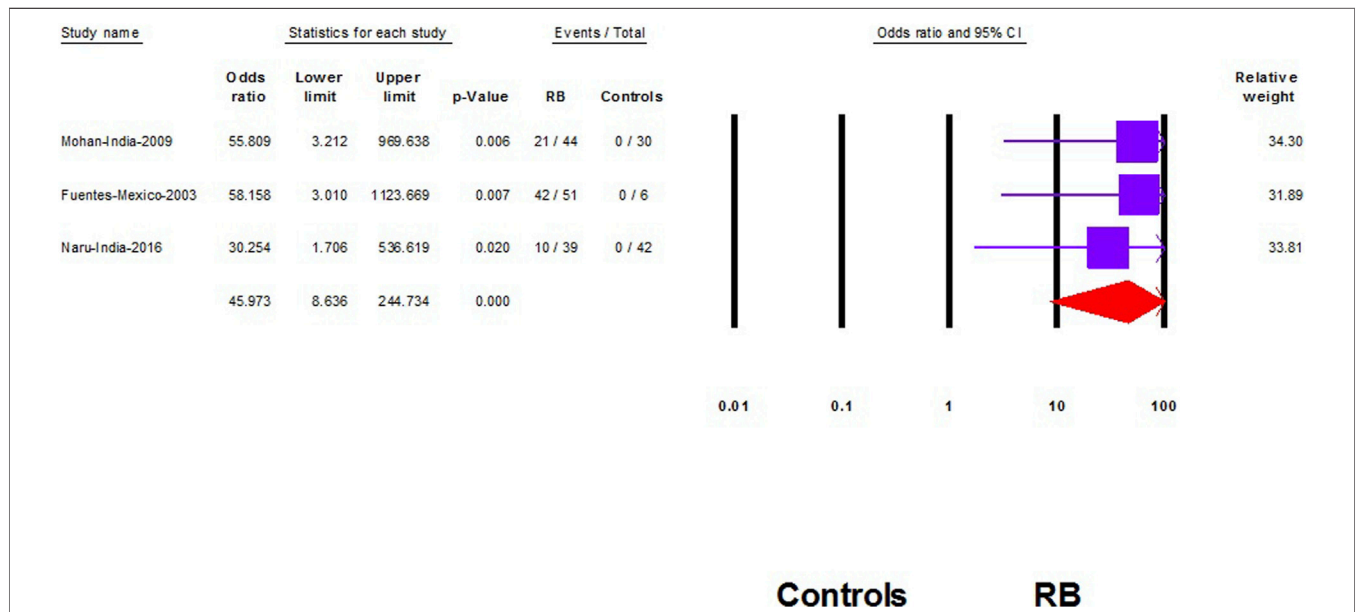 Study name Statistics for each study Events / Total Odds ratio and 95% CI
Odds ratio Lower limit Upper limit p-Value RB Controls Relative weight
Mohan-India-2009 55.809 3.212 969.638 0.006 21 / 44 0 / 30 34.30
Fuentes-Mexico-2003 58.158 3.010 1123.669 0.007 42 / 51 0 / 6 31.89
Naru-India-2016 30.254 1.706 536.619 0.020 10 / 39 0 / 42 33.81
45.973 8.636 244.734 0.000
0.01 0.1 1 10 100
Controls RB